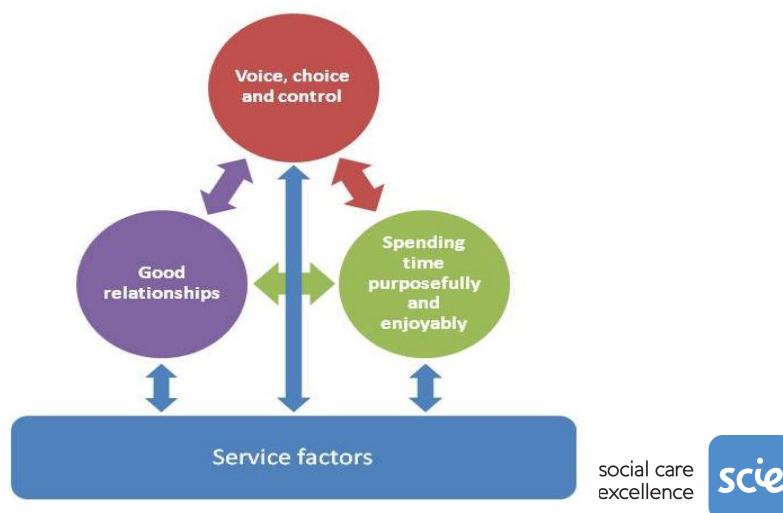 Voice, choice
and control
Good
relationships
Spending
time
purposefully
and
enjoyably
Service factors
social care
excellence
scie